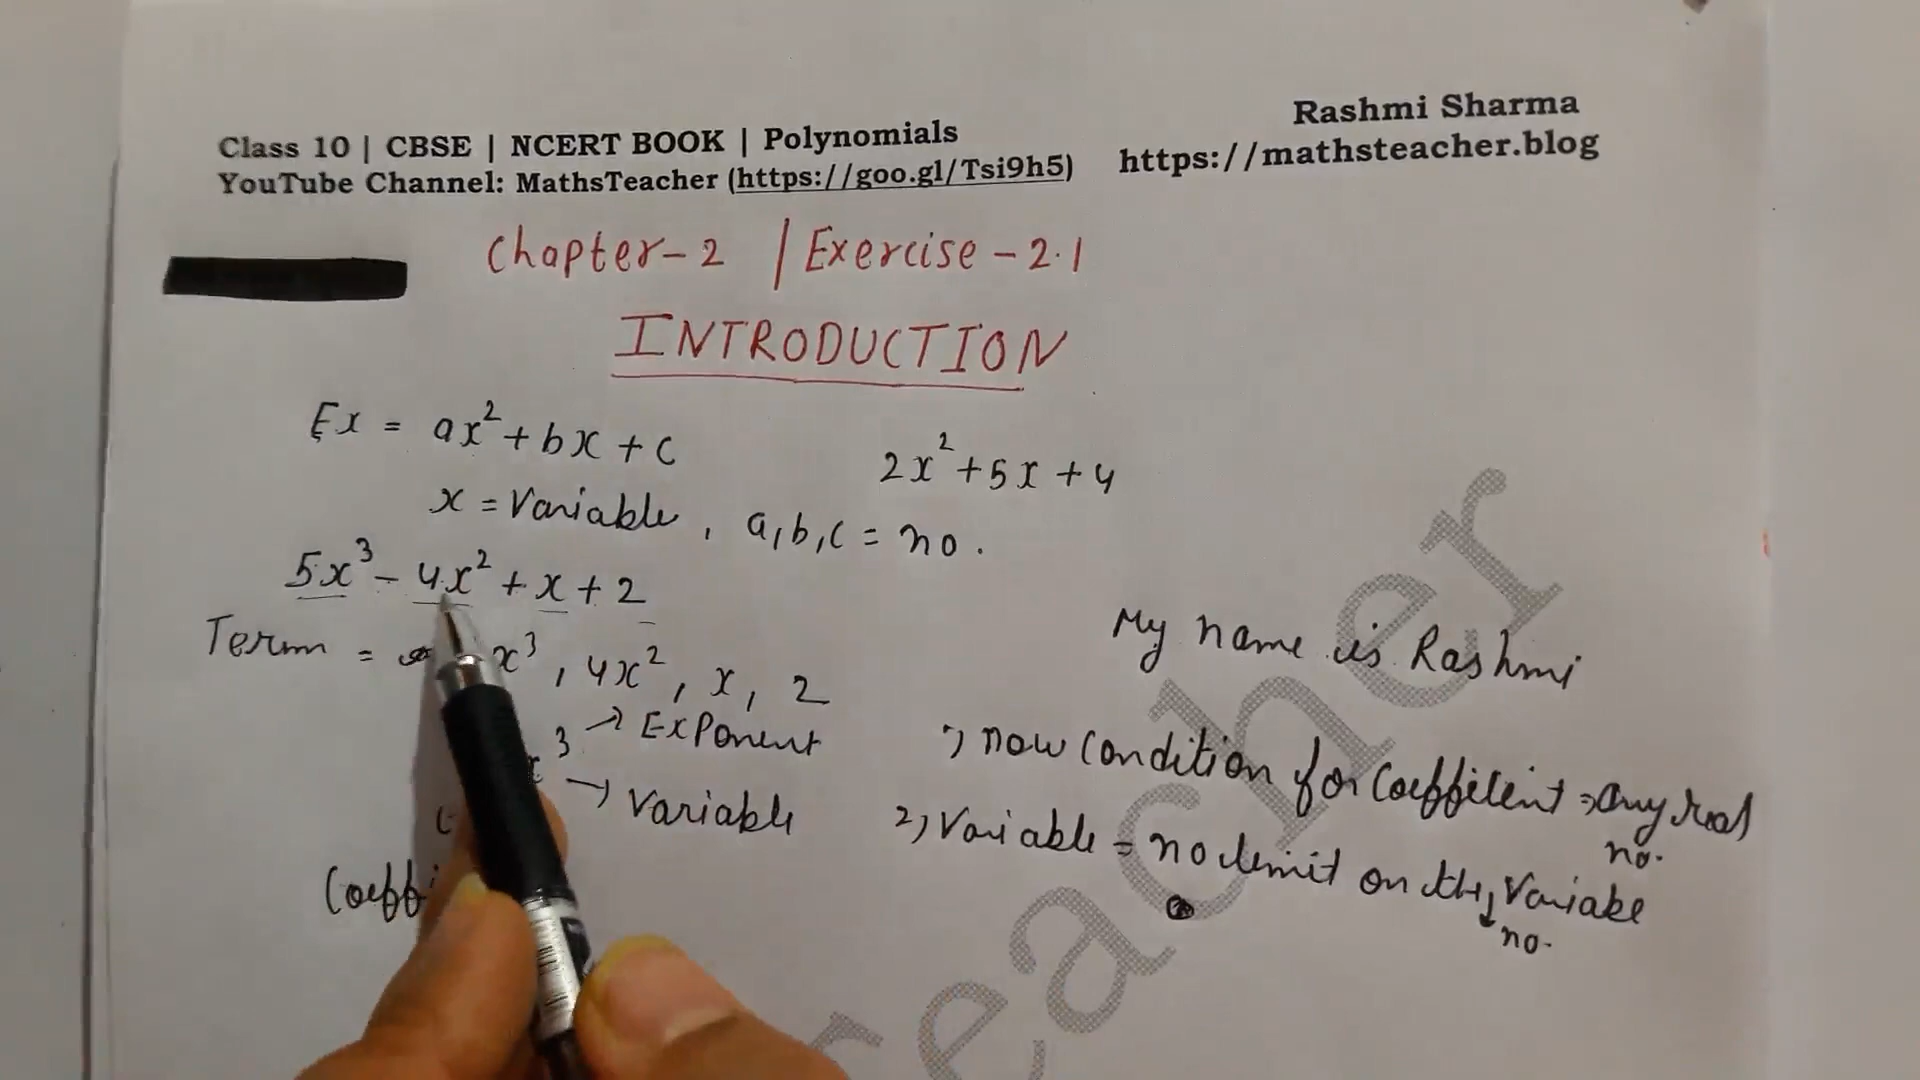 Rashmi Sharma
Class 10 | CBSE | NCERT BOOK | Polynomials
https://mathsteacher.blog
YouTube Channel: MathsTeacher (https://goo.gl/Tsi9h5)
Chapter-2 | Exercise-2.1
INTRODUCTION
Ex = ax² + bx + c
2x² + 5x + 4
x = Variable, a, b, c = no.
5x³ - 4x² + x + 2
Term = x³, 4x², x, 2
My name is Rashmi
3 → Exponent
→ Variable
1) now condition for coefficient = any real no.
2) Variable = no limit on the variable
no.
Coeffi
eacher